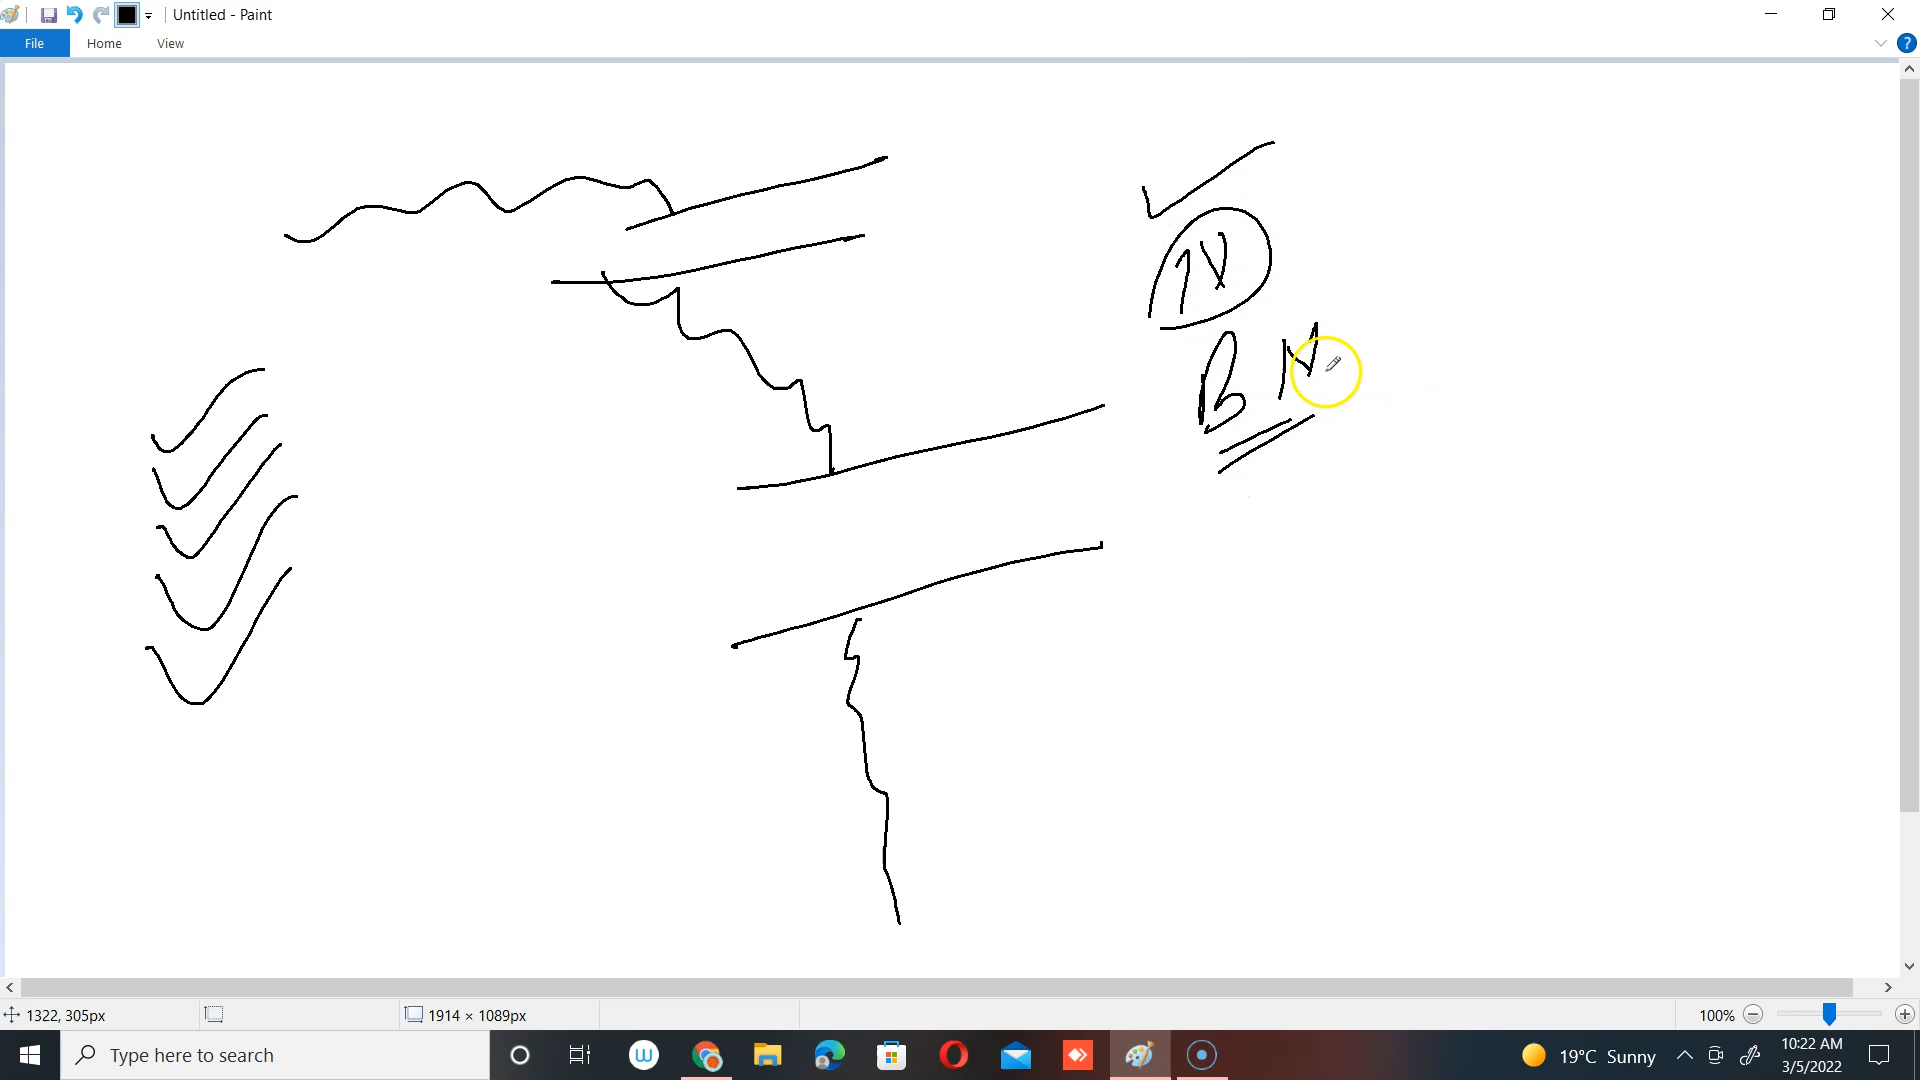 Untitled - Paint
File Home View
B N
1322, 305px
1914 × 1089px
100%
Type here to search
19°C Sunny
10:22 AM
3/5/2022